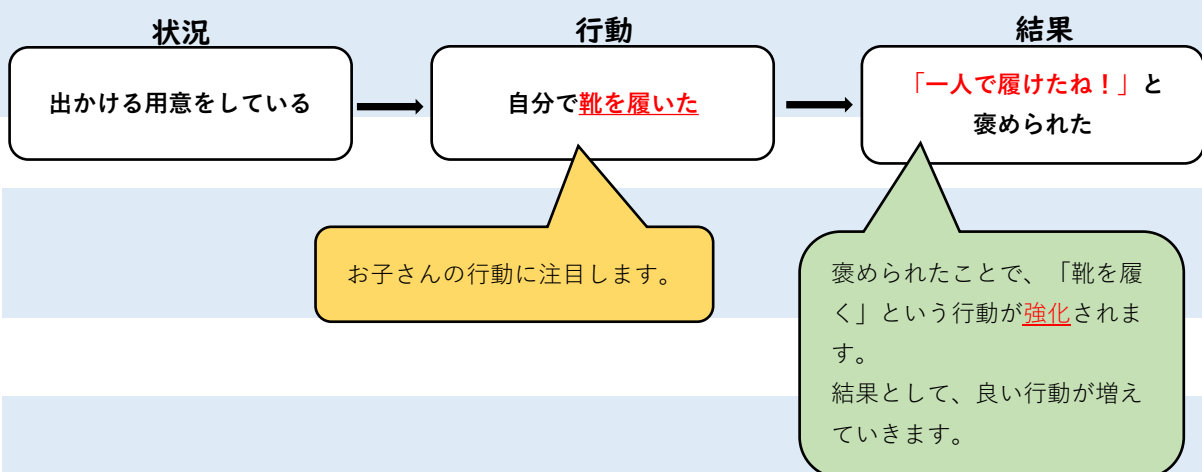 状況
行動
結果
出かける用意をしている
自分で靴を履いた
「一人で履けたね！」と
褒められた
お子さんの行動に注目します。
褒められたことで、「靴を履
く」という行動が強化されま
す。
結果として、良い行動が増え
ていきます。